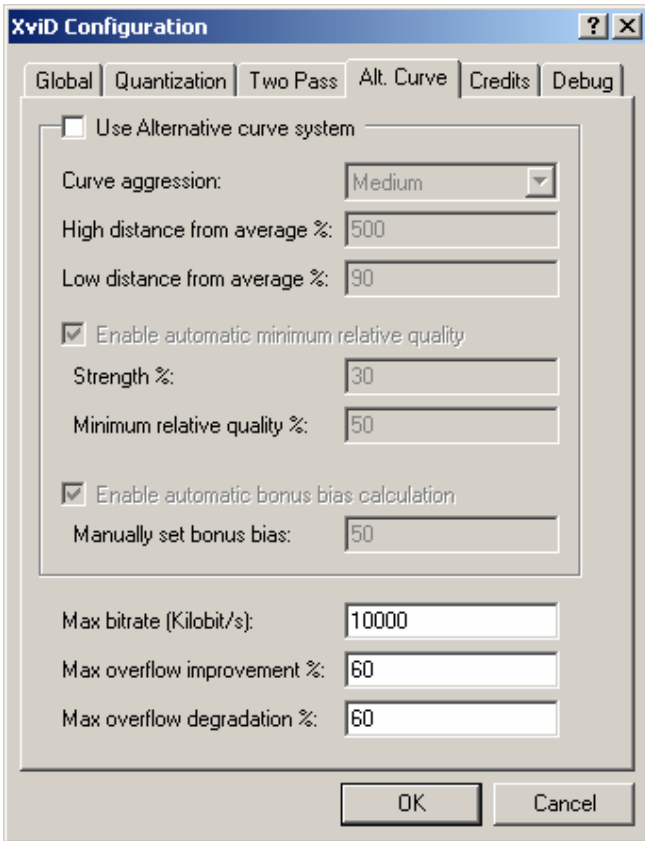 XviD Configuration
Global Quantization Two Pass Alt. Curve Credits Debug
Use Alternative curve system
Curve aggression: Medium
High distance from average %: 500
Low distance from average %: 90
Enable automatic minimum relative quality
Strength %: 30
Minimum relative quality %: 50
Enable automatic bonus bias calculation
Manually set bonus bias: 50
Max bitrate (Kilobit/s): 10000
Max overflow improvement %: 60
Max overflow degradation %: 60
OK Cancel